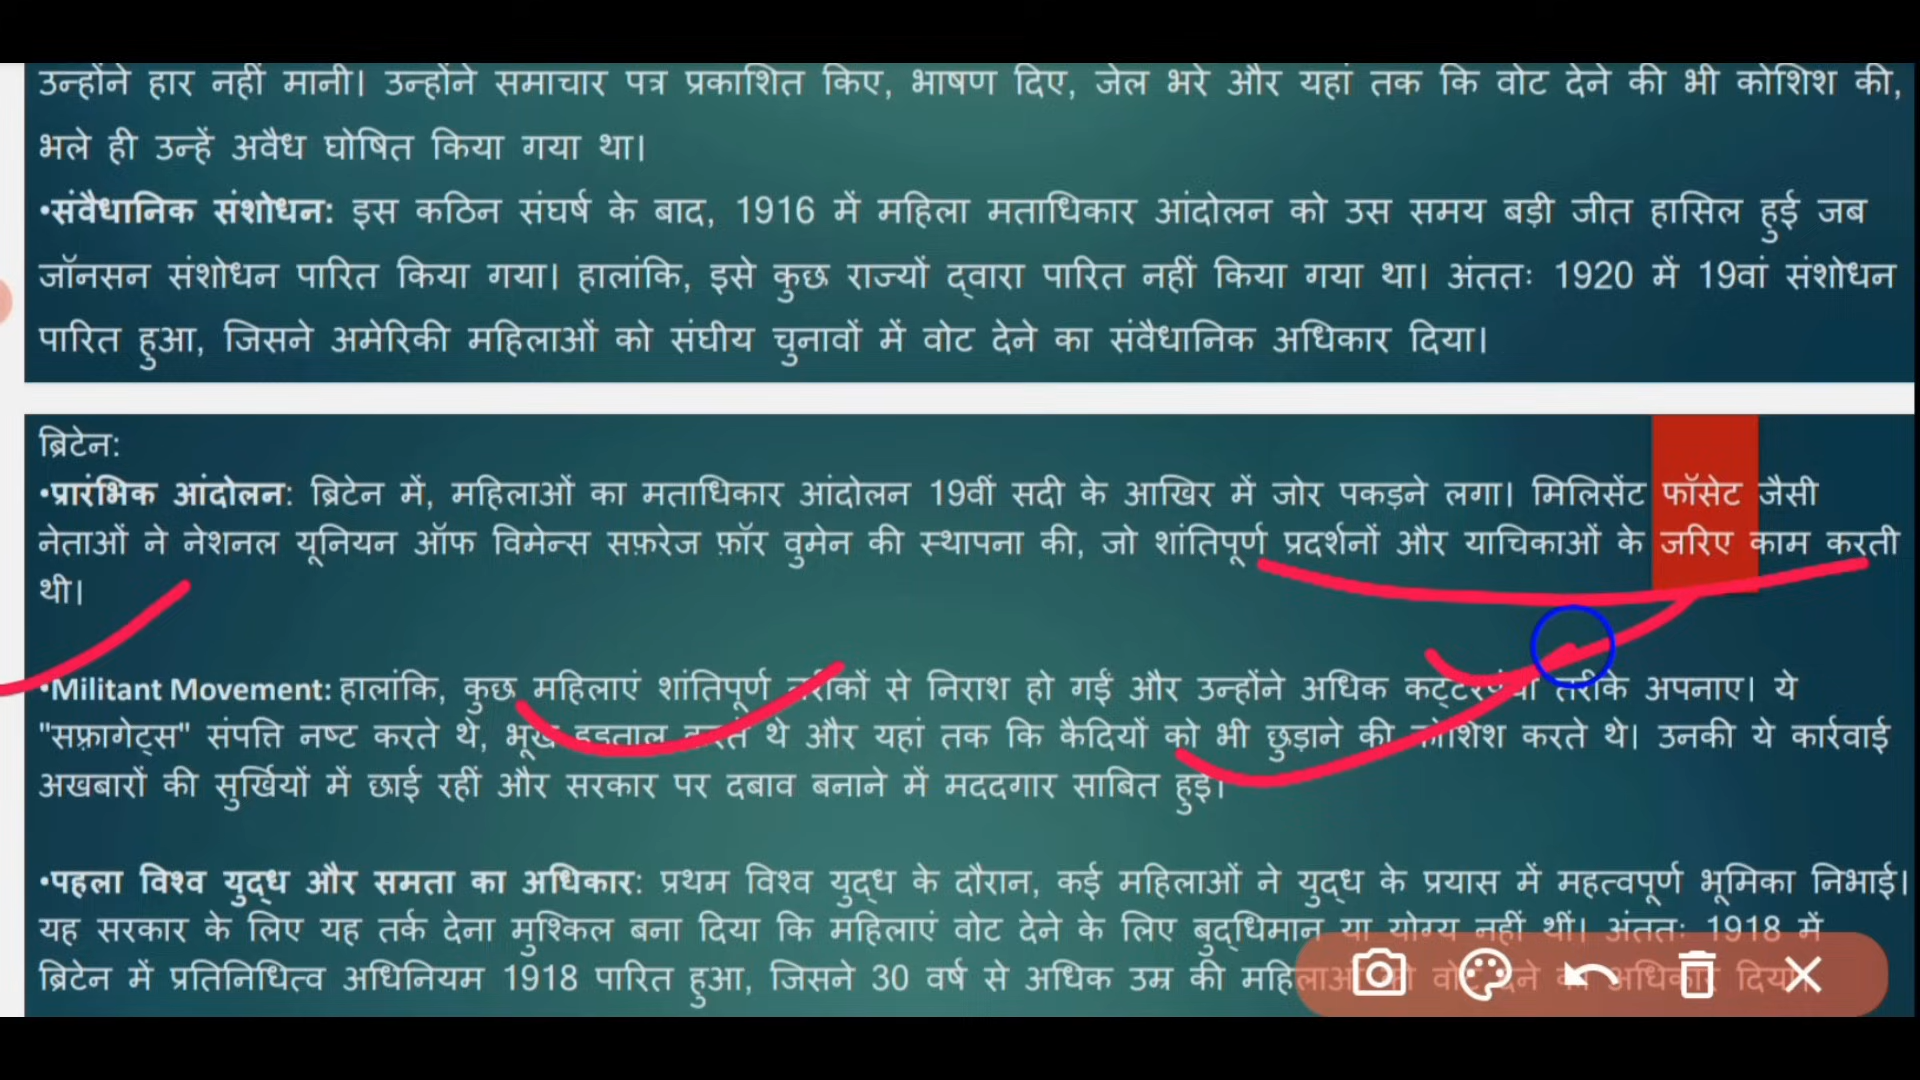 उन्होंने हार नहीं मानी। उन्होंने समाचार पत्र प्रकाशित किए, भाषण दिए, जेल भरे और यहां तक कि वोट देने की भी कोशिश की,
भले ही उन्हें अवैध घोषित किया गया था।
•संवैधानिक संशोधन: इस कठिन संघर्ष के बाद, 1916 में महिला मताधिकार आंदोलन को उस समय बड़ी जीत हासिल हुई जब
जॉनसन संशोधन पारित किया गया। हालांकि, इसे कुछ राज्यों द्वारा पारित नहीं किया गया था। अंततः 1920 में 19वां संशोधन
पारित हुआ, जिसने अमेरिकी महिलाओं को संघीय चुनावों में वोट देने का संवैधानिक अधिकार दिया।
ब्रिटेन:
•प्रारंभिक आंदोलन: ब्रिटेन में, महिलाओं का मताधिकार आंदोलन 19वीं सदी के आखिर में जोर पकड़ने लगा। मिलिसेंट फॉसेट जैसी
नेताओं ने नेशनल यूनियन ऑफ विमेन्स सफ़रेज फ़ॉर वुमेन की स्थापना की, जो शांतिपूर्ण प्रदर्शनों और याचिकाओं के जरिए काम करती
थी।
•Militant Movement: हालांकि, कुछ महिलाएं शांतिपूर्ण तरीकों से निराश हो गईं और उन्होंने अधिक कट्टरपंथी तरीके अपनाए। ये
"सफ़्रागेट्स" संपत्ति नष्ट करते थे, भूख हड़ताल करते थे और यहां तक कि कैदियों को भी छुड़ाने की कोशिश करते थे। उनकी ये कार्रवाई
अखबारों की सुर्खियों में छाई रहीं और सरकार पर दबाव बनाने में मददगार साबित हुईं।
•पहला विश्व युद्ध और समता का अधिकार: प्रथम विश्व युद्ध के दौरान, कई महिलाओं ने युद्ध के प्रयास में महत्वपूर्ण भूमिका निभाई।
यह सरकार के लिए यह तर्क देना मुश्किल बना दिया कि महिलाएं वोट देने के लिए बुद्धिमान या योग्य नहीं थीं। अंततः 1918 में
ब्रिटेन में प्रतिनिधित्व अधिनियम 1918 पारित हुआ, जिसने 30 वर्ष से अधिक उम्र की महिलाओं को वोट देने का अधिकार दिया।